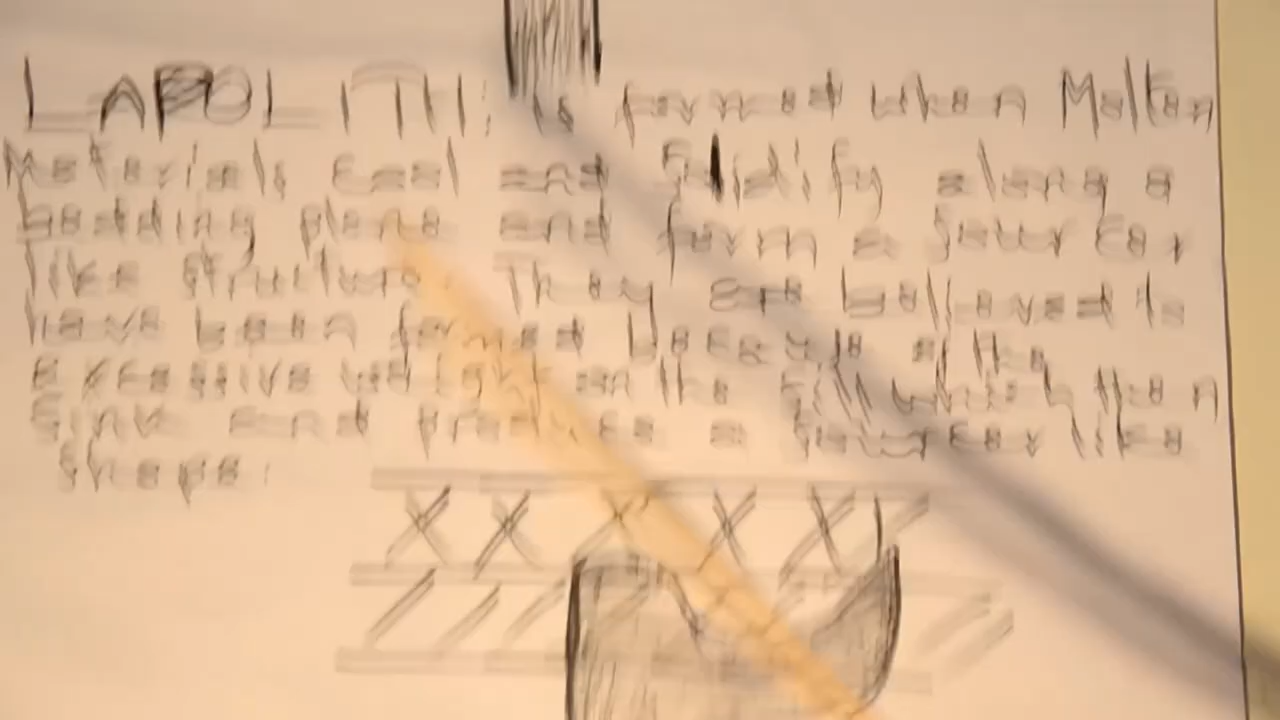 LAPOLITH: is formed when Molten
Materials Cool and Solidify along a
bedding plane and form a Saucer
like structure. They are believed to
have been formed because of the
excessive weight on the Sill which then
Sink and produces a Saucer like
Shape.